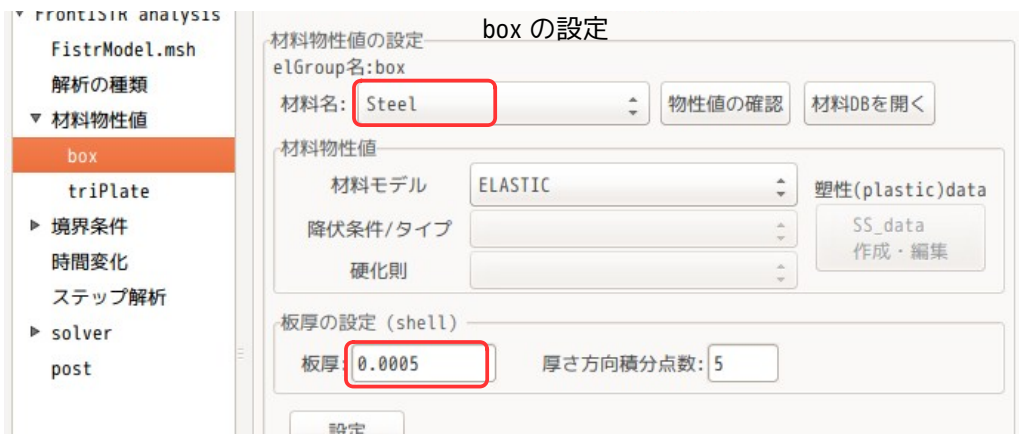 FrontISTR analysis
FistrModel.msh
解析の種類
材料物性値
box
triPlate
境界条件
時間変化
ステップ解析
solver
post
box の設定
材料物性値の設定
elGroup名:box
材料名: Steel 物性値の確認 材料DBを開く
材料物性値
材料モデル ELASTIC 塑性(plastic)data
降伏条件/タイプ SS_data
作成・編集
硬化則
板厚の設定 (shell)
板厚: 0.0005 厚さ方向積分点数: 5
設定